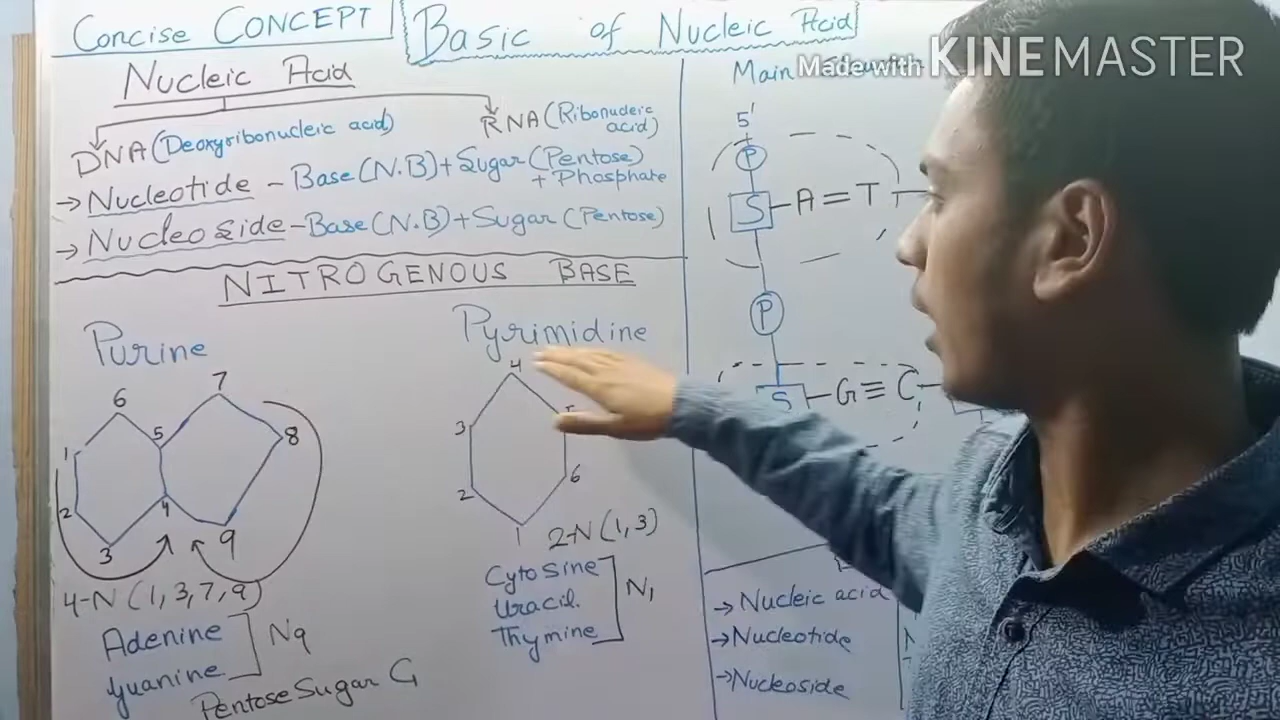 Concise CONCEPT
Basic of Nucleic Acid
Nucleic Acid
DNA (Deoxyribonucleic acid)
RNA (Ribonucleic acid)
→ Nucleotide - Base (N.B) + Sugar (Pentose) + Phosphate
→ Nucleoside - Base (N.B) + Sugar (Pentose)
NITROGENOUS BASE
Purine
6
7
1
5
8
2
4
3
9
4-N (1, 3, 7, 9)
Adenine
Guanine
N9
Pentose Sugar C1
Pyrimidine
4
3
2
6
1
2-N (1, 3)
Cytosine
Uracil
Thymine
N1
Main
Made with KINEMASTER
5'
P
S - A = T
P
S - G ≡ C
→ Nucleic acid
→ Nucleotide
→ Nucleoside